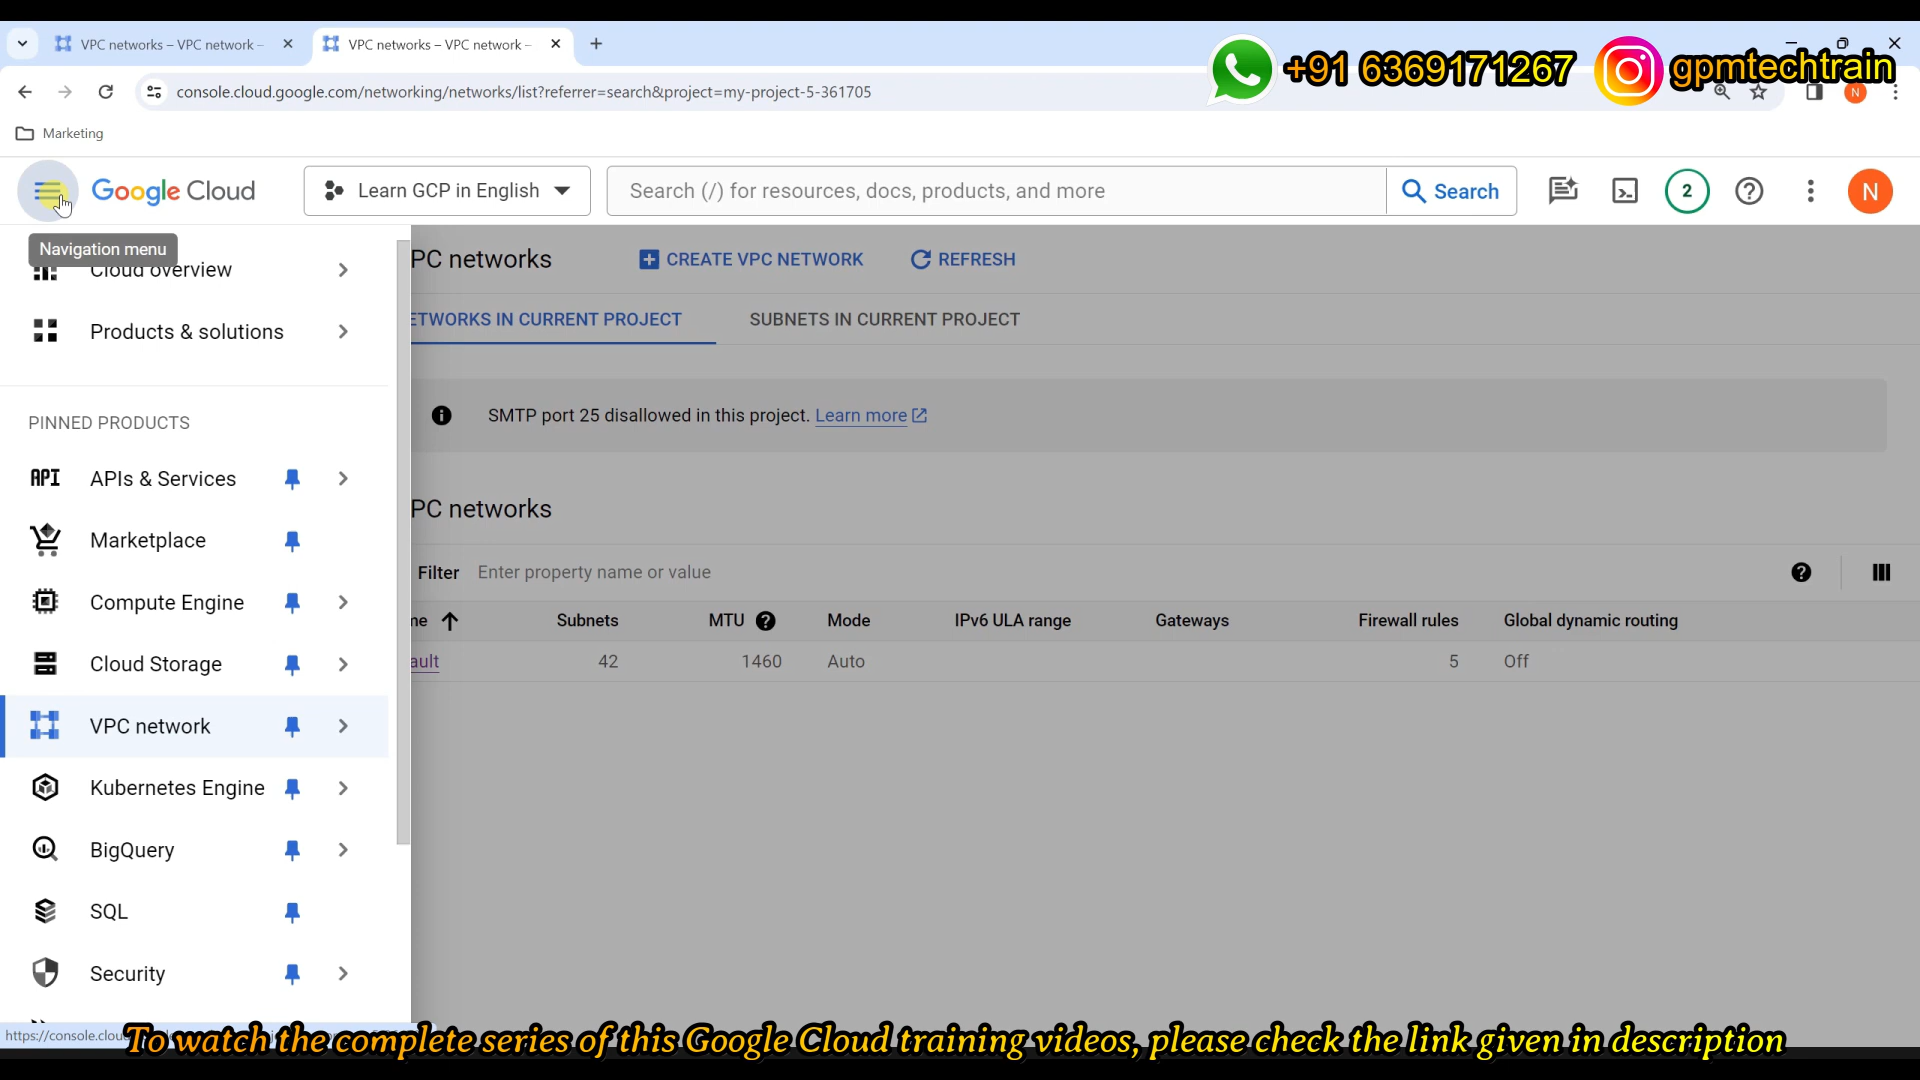 VPC networks – VPC network –
VPC networks – VPC network –
+91 6369171267
gpmtechtrain
console.cloud.google.com/networking/networks/list?referrer=search&project=my-project-5-361705
N
Marketing
Google Cloud
Learn GCP in English
Search (/) for resources, docs, products, and more
Search
2
N
Navigation menu
Cloud overview
Products & solutions
PINNED PRODUCTS
API APIs & Services
Marketplace
Compute Engine
Cloud Storage
VPC network
Kubernetes Engine
BigQuery
SQL
Security
PC networks
CREATE VPC NETWORK
REFRESH
ETWORKS IN CURRENT PROJECT
SUBNETS IN CURRENT PROJECT
SMTP port 25 disallowed in this project. Learn more
PC networks
Filter Enter property name or value
me Subnets MTU Mode IPv6 ULA range Gateways Firewall rules Global dynamic routing
ault 42 1460 Auto 5 Off
https://console.clou
To watch the complete series of this Google Cloud training videos, please check the link given in description